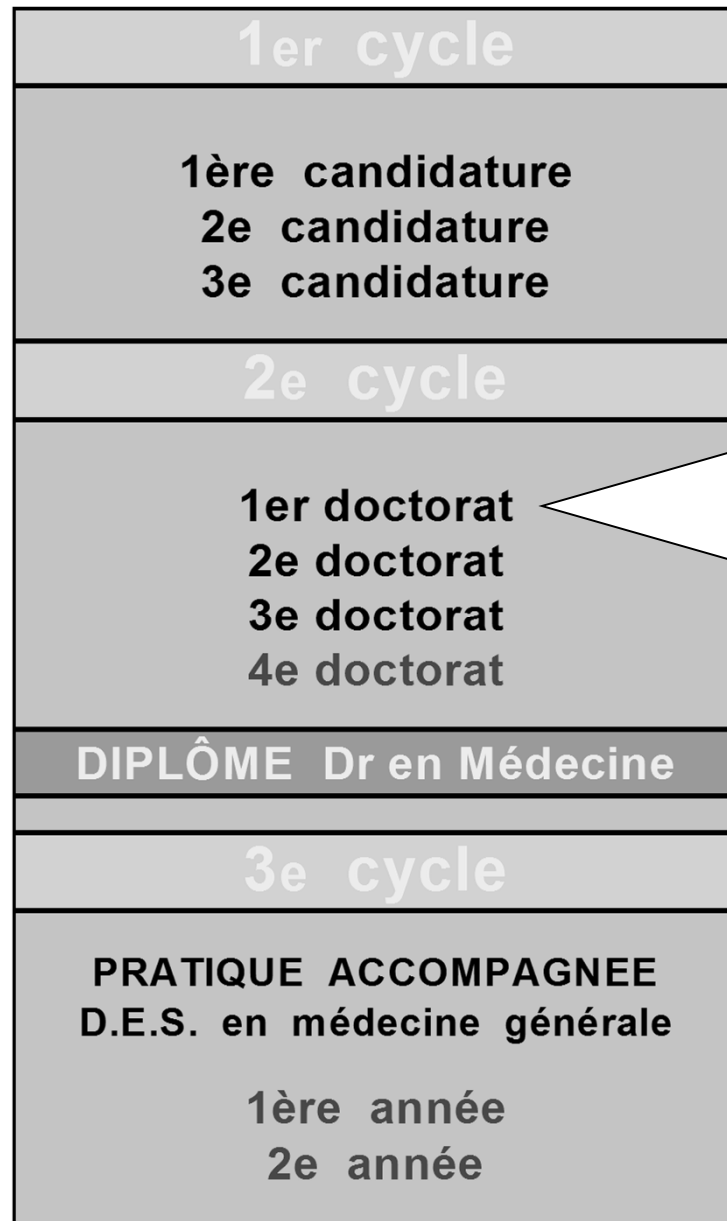 1er cycle
1ère candidature
2e candidature
3e candidature
2e cycle
1er doctorat
2e doctorat
3e doctorat
4e doctorat
DIPLÔME Dr en Médecine
3e cycle
PRATIQUE ACCOMPAGNEE
D.E.S. en médecine générale
1ère année
2e année